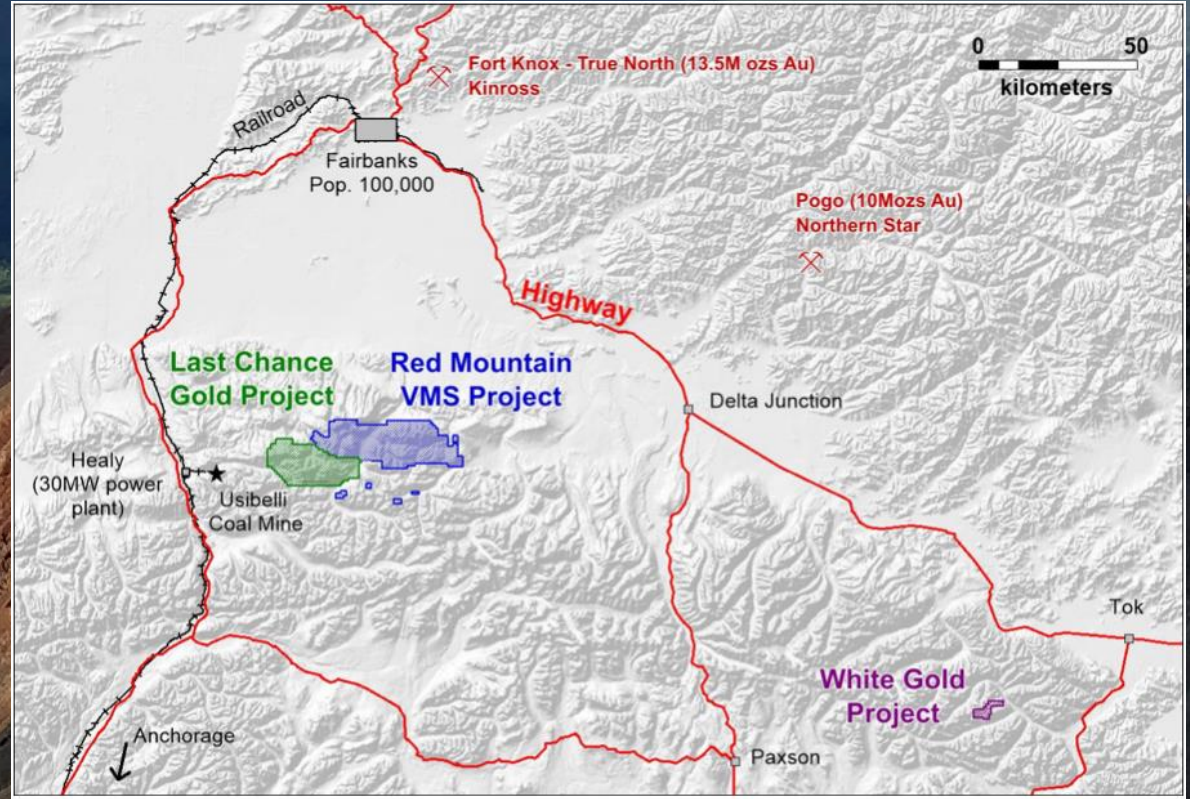 0 50
kilometers
Fort Knox - True North (13.5M ozs Au)
Kinross
Railroad
Fairbanks
Pop. 100,000
Pogo (10Mozs Au)
Northern Star
Highway
Last Chance
Gold Project
Red Mountain
VMS Project
Delta Junction
Healy
(30MW power
plant)
Usibelli
Coal Mine
Tok
White Gold
Project
Anchorage
Paxson